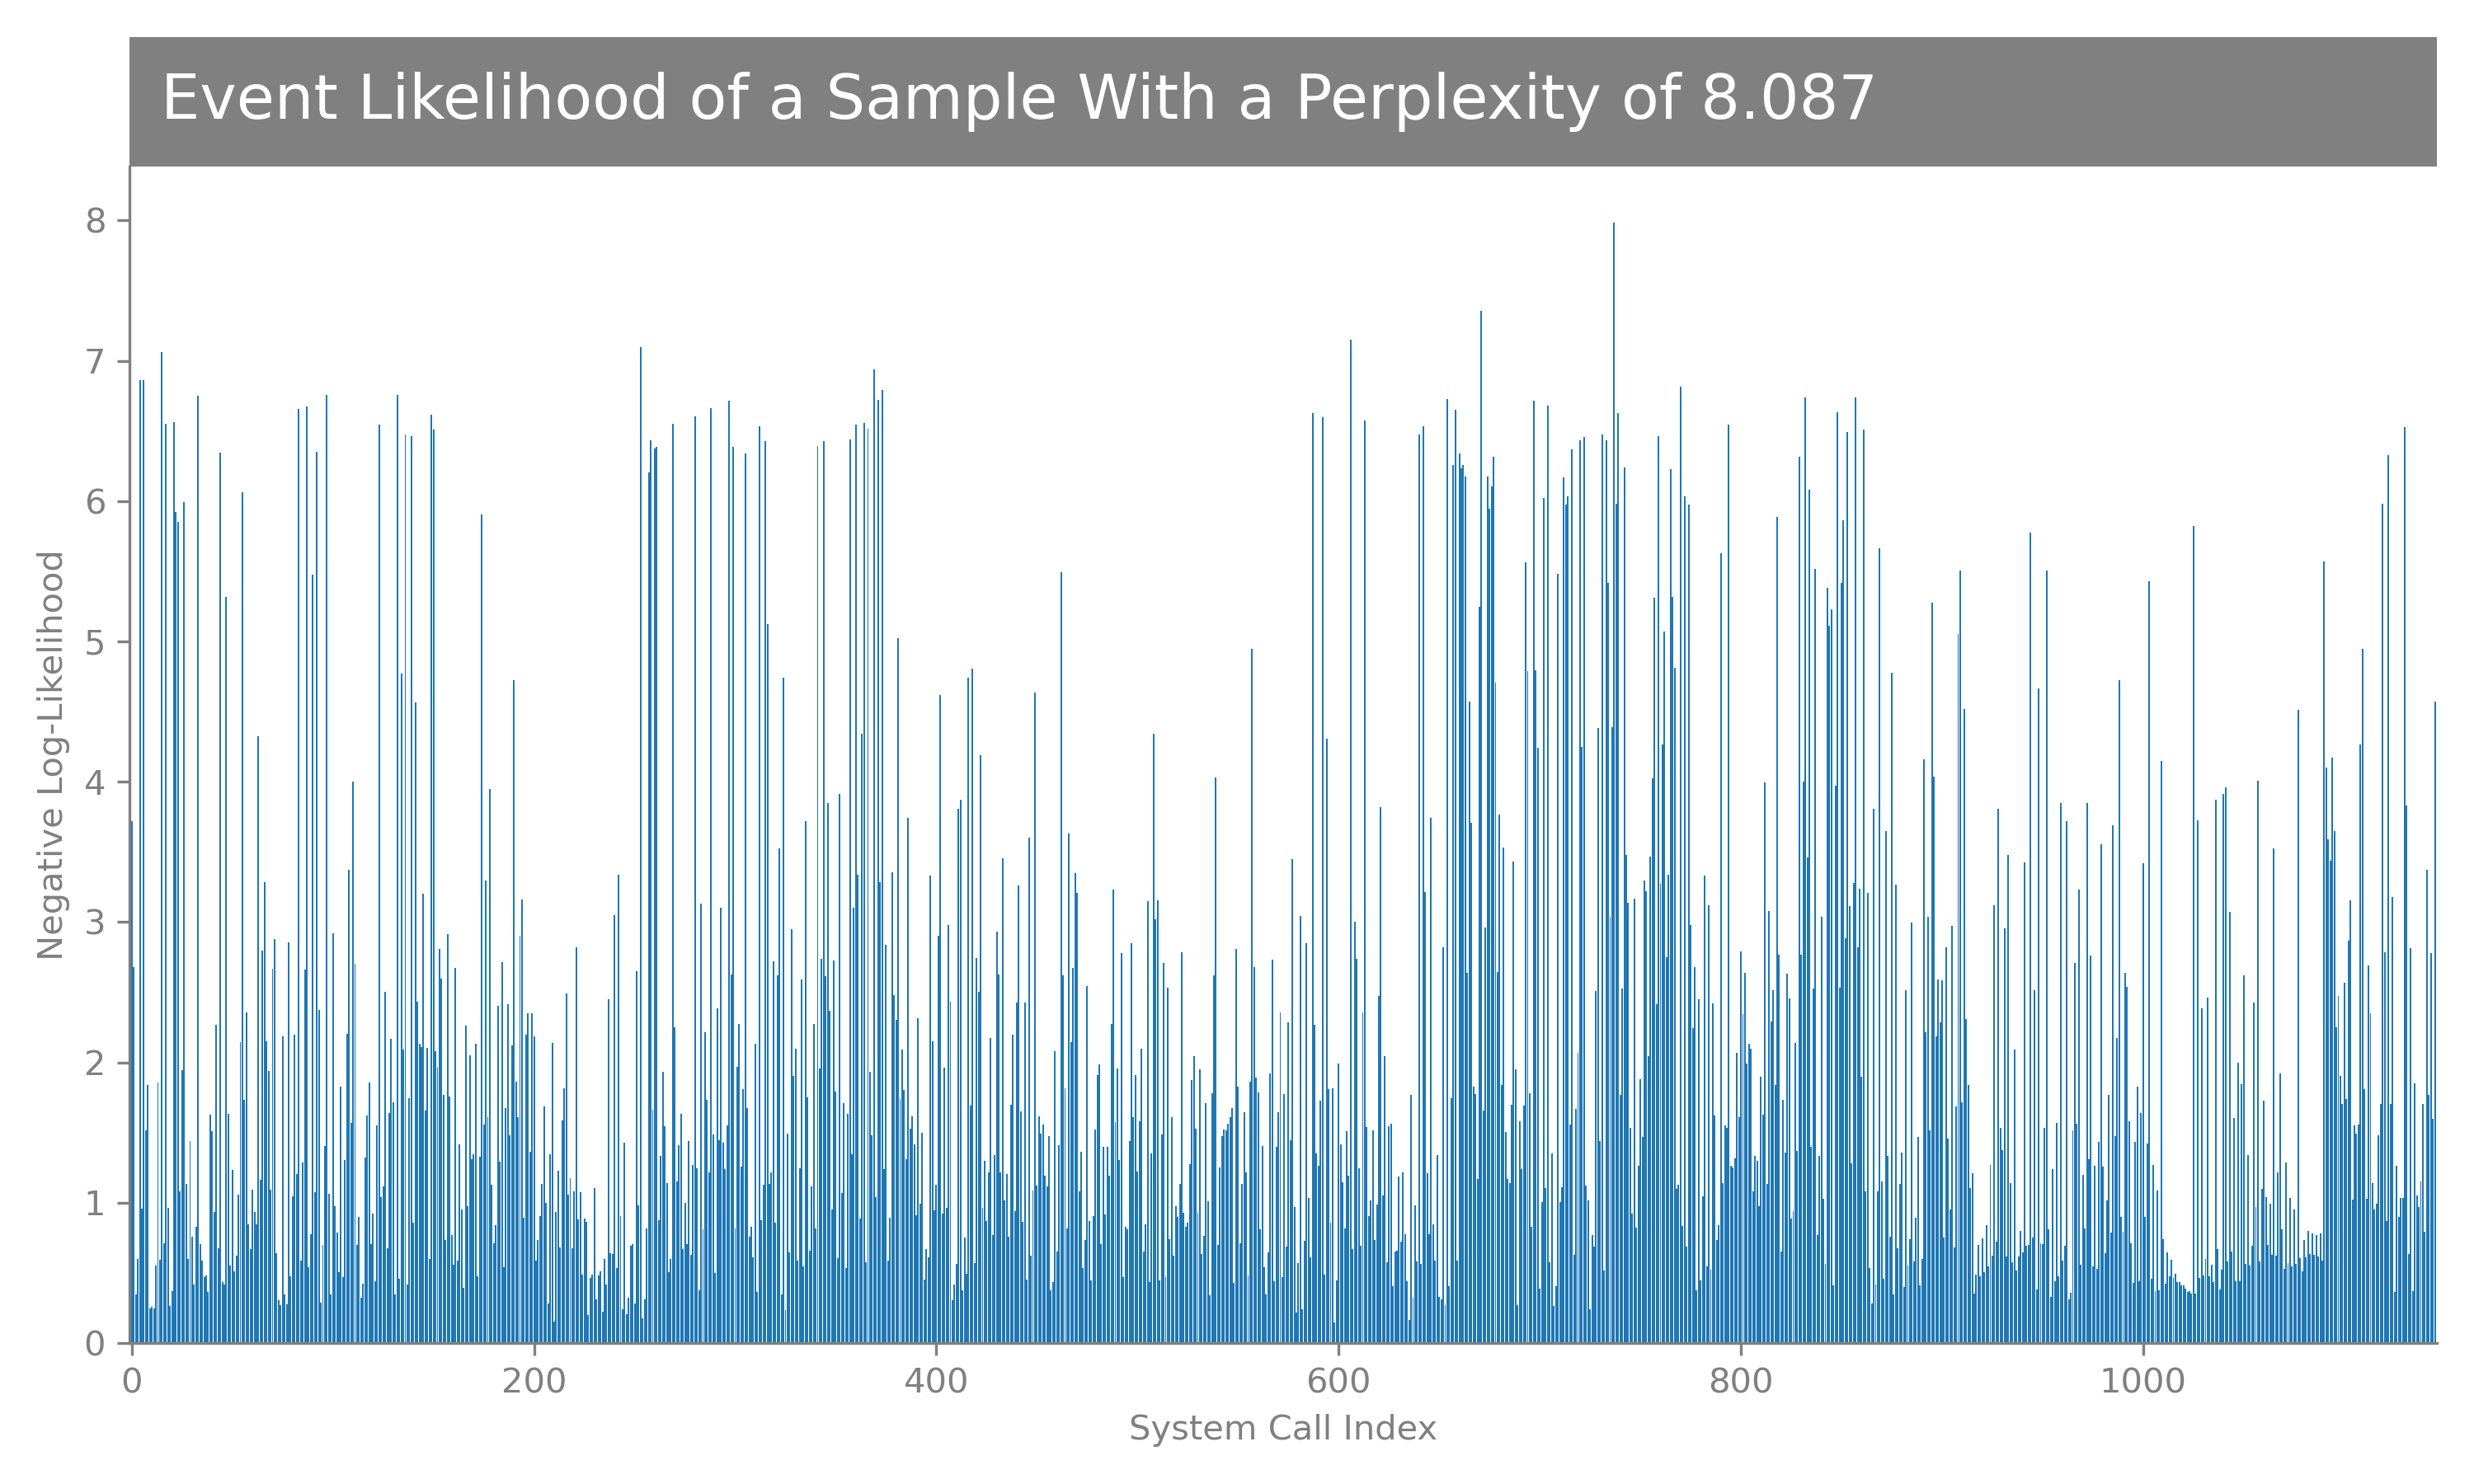 Event Likelihood of a Sample With a Perplexity of 8.087
8
7
6
5
4
3
2
1
0
Negative Log-Likelihood
0 200 400 600 800 1000
System Call Index